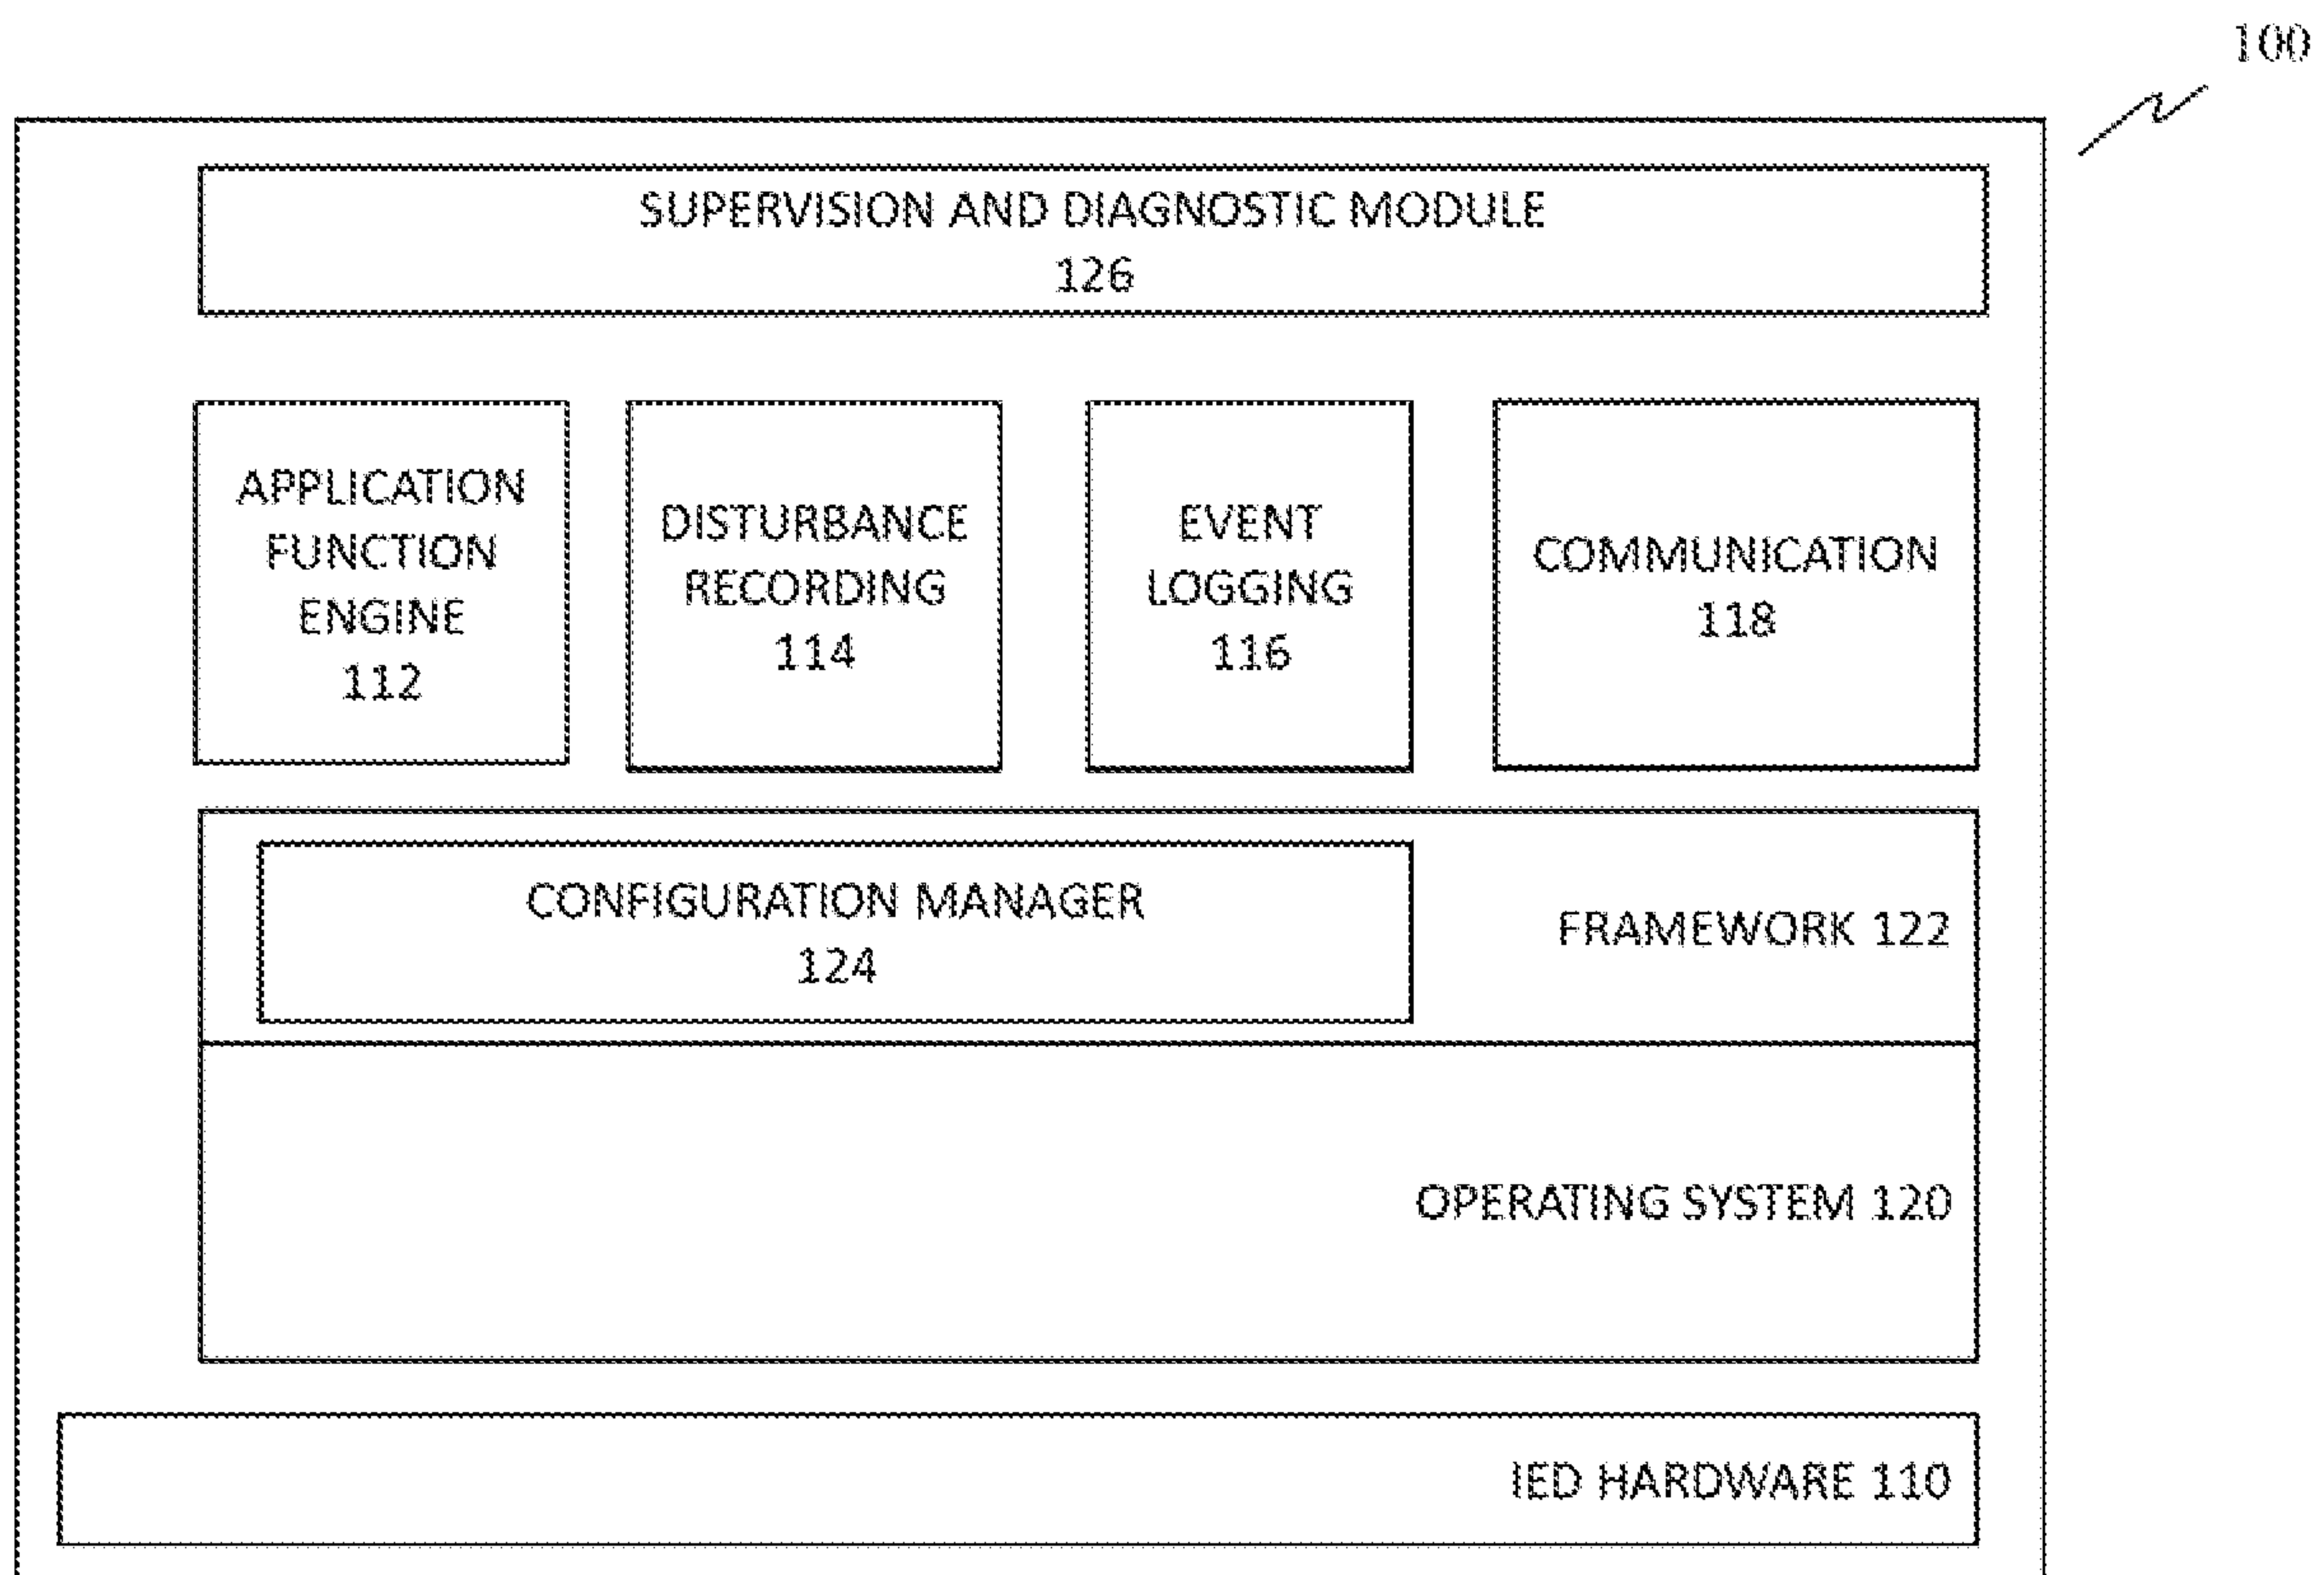 100
SUPERVISION AND DIAGNOSTIC MODULE
126
APPLICATION
FUNCTION
ENGINE
112
DISTURBANCE
RECORDING
114
EVENT
LOGGING
116
COMMUNICATION
118
CONFIGURATION MANAGER
124
FRAMEWORK 122
OPERATING SYSTEM 120
IED HARDWARE 110